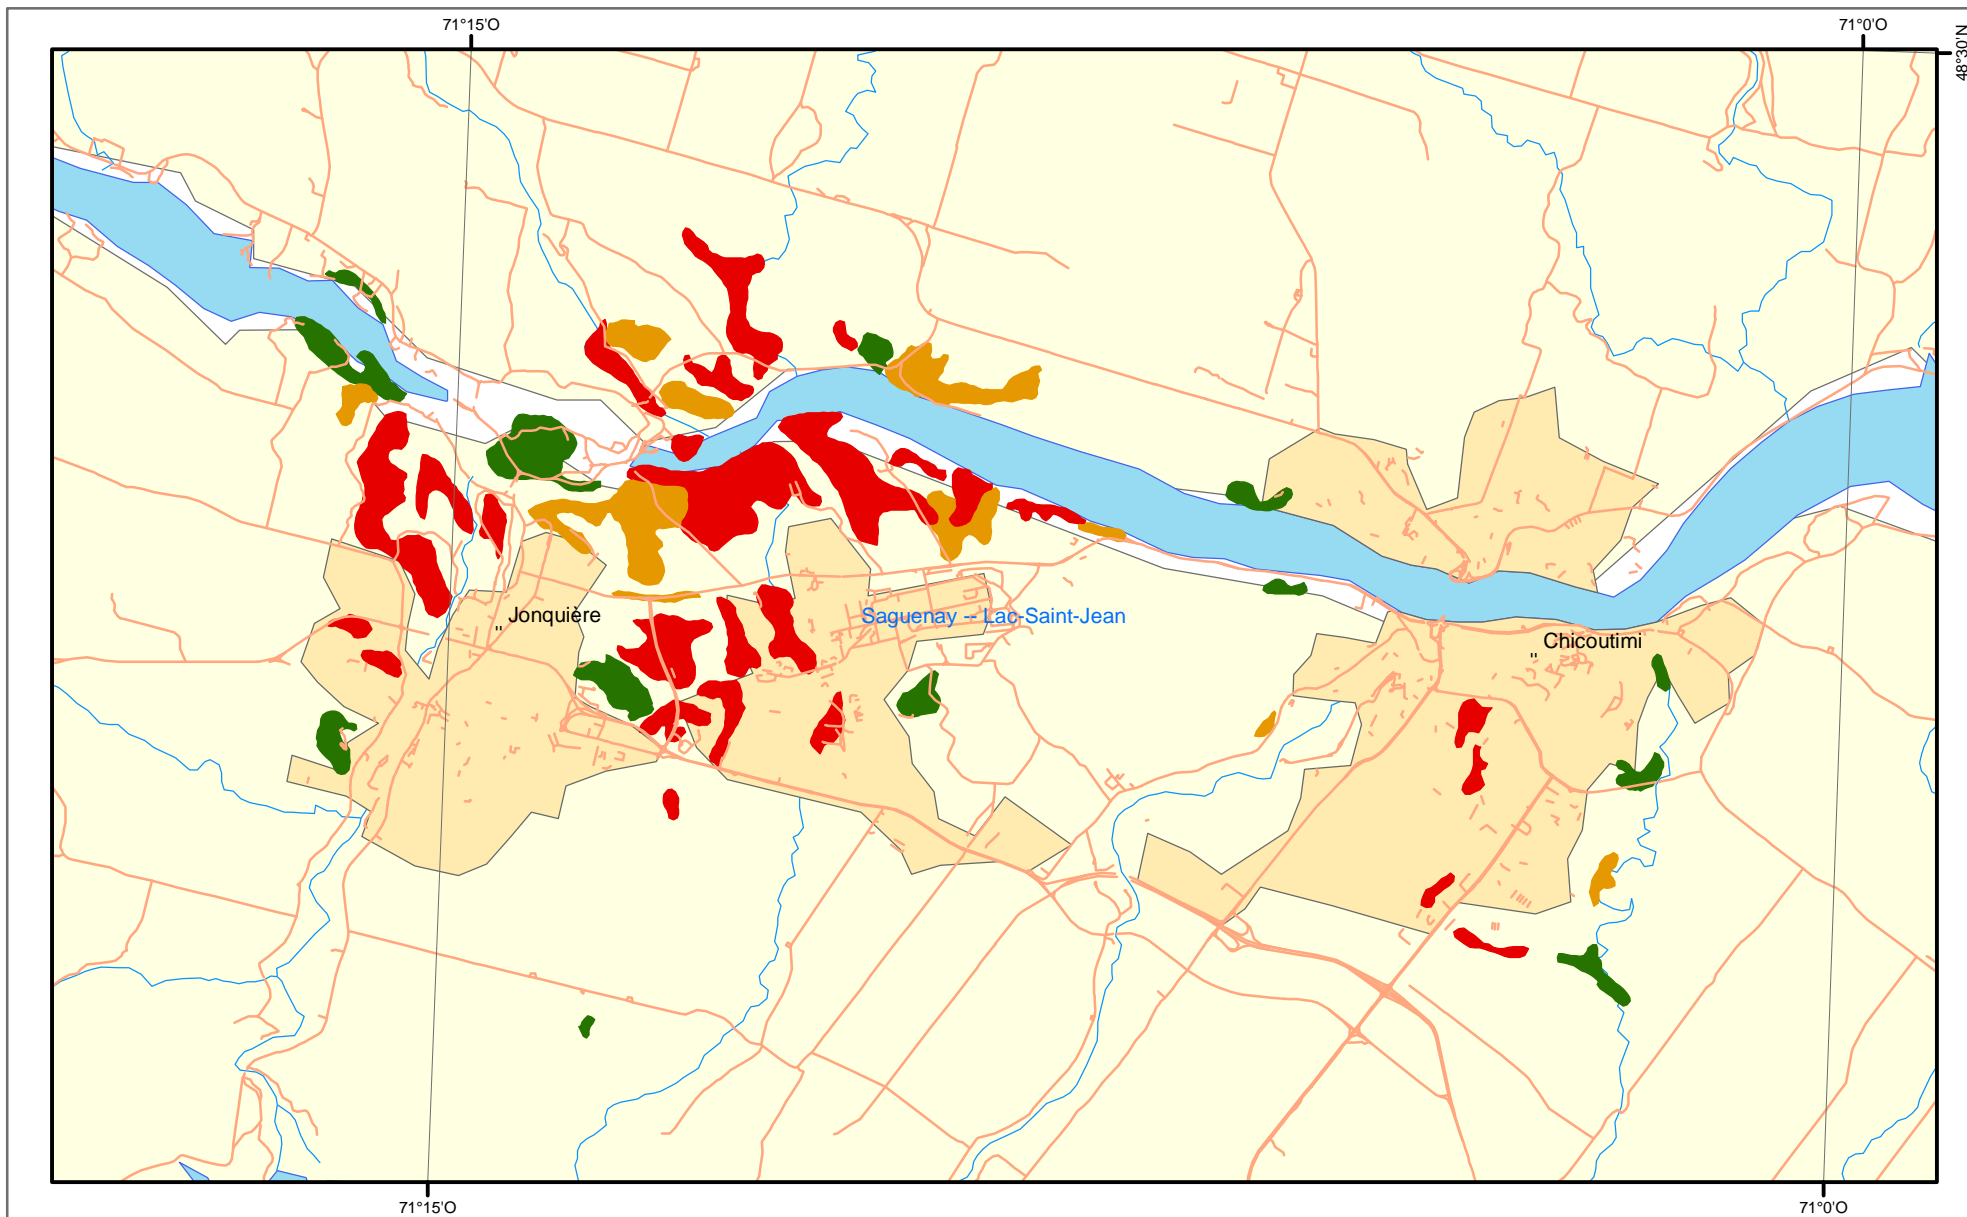 71°15'O
71°0'O
48°30'N
Jonquière
"
Saguenay -- Lac-Saint-Jean
Chicoutimi
"
71°15'O
71°0'O